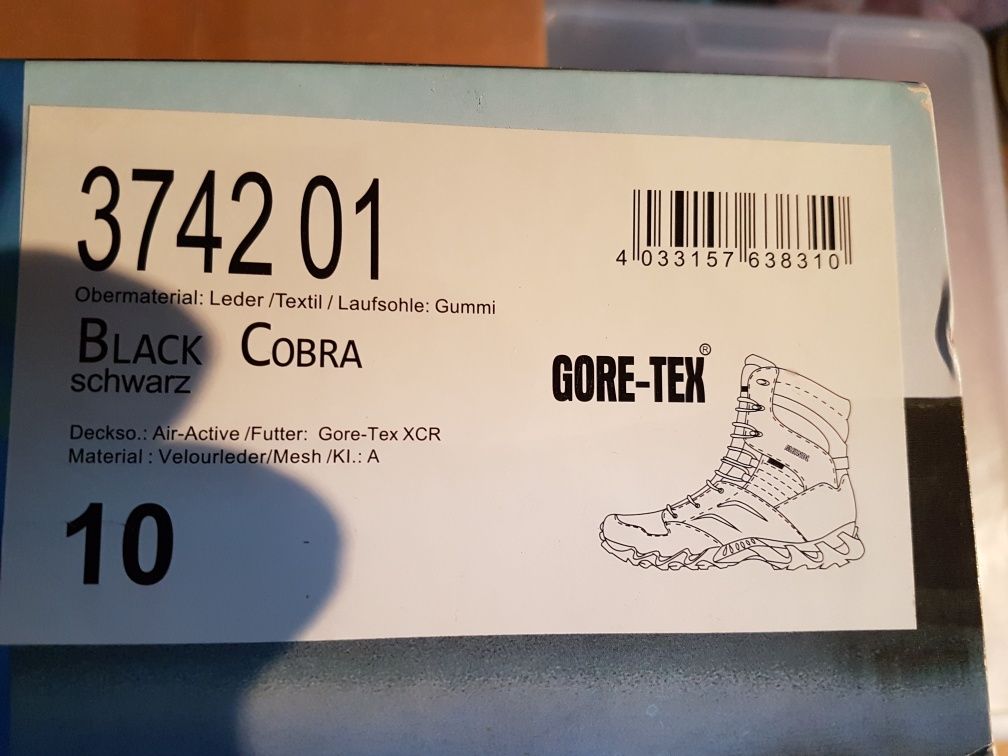 3742 01
4 033157 638310
Obermaterial: Leder /Textil / Laufsohle: Gummi
BLACK COBRA
schwarz
GORE-TEX®
Deckso.: Air-Active /Futter: Gore-Tex XCR
Material : Velourleder/Mesh /Kl.: A
10